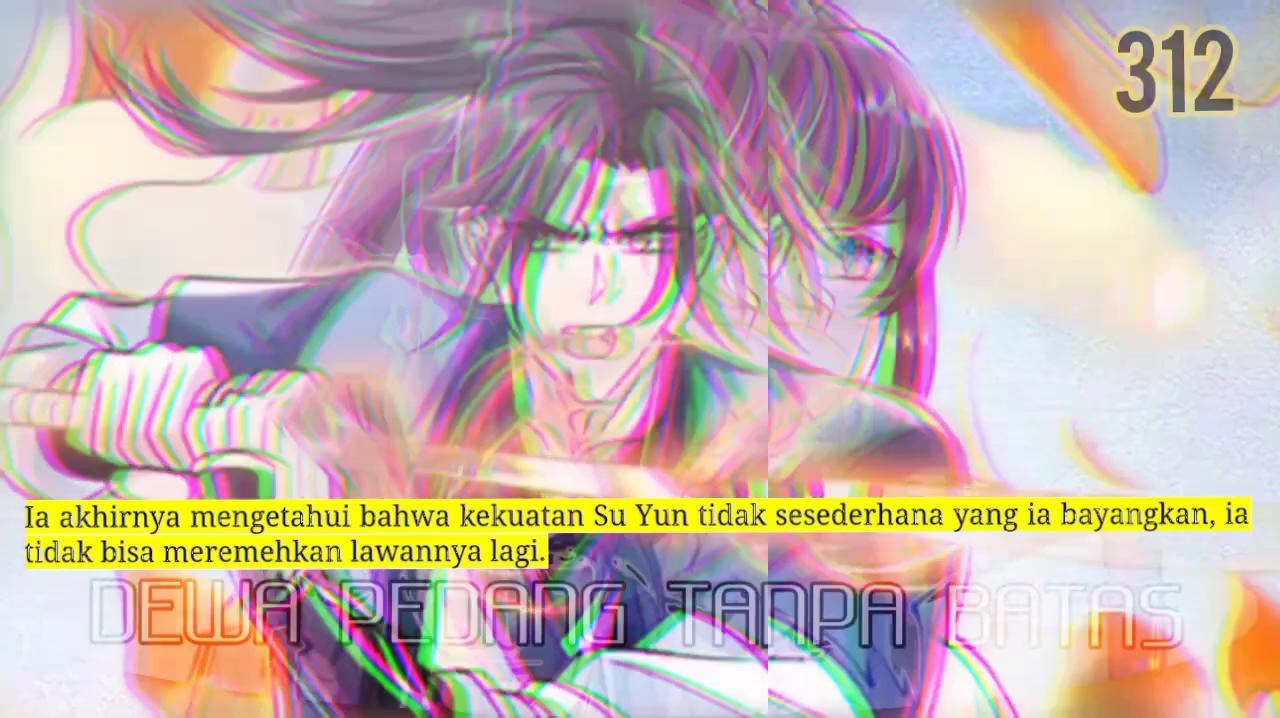 312
Ia akhirnya mengetahui bahwa kekuatan Su Yun tidak sesederhana yang ia bayangkan, ia
tidak bisa meremehkan lawannya lagi.
DEWA PEDANG TANPA BATAS